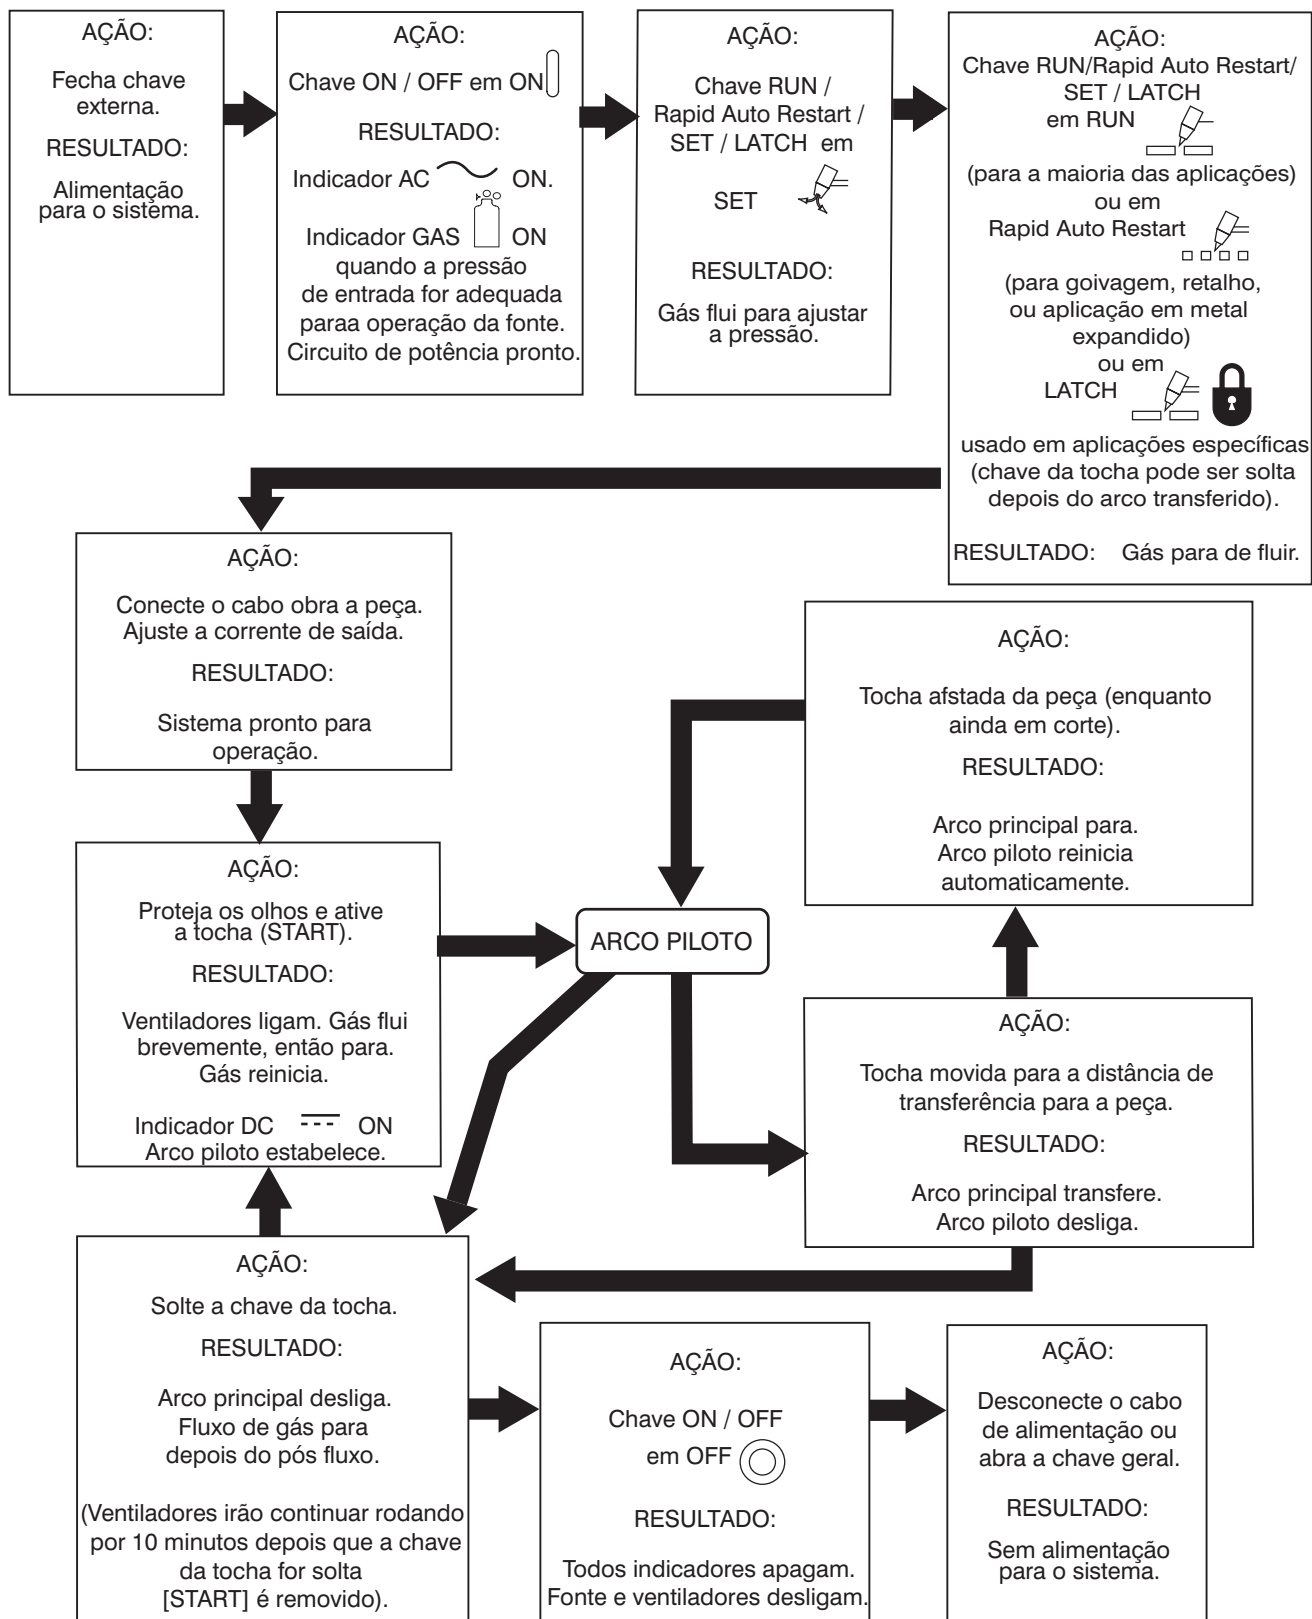 AÇÃO:
Fecha chave
externa.
RESULTADO:
Alimentação
para o sistema.
AÇÃO:
Chave ON / OFF em ON
RESULTADO:
Indicador AC ON.
Indicador GAS ON
quando a pressão
de entrada for adequada
paraa operação da fonte.
Circuito de potência pronto.
AÇÃO:
Chave RUN /
Rapid Auto Restart /
SET / LATCH em
SET
RESULTADO:
Gás flui para ajustar
a pressão.
AÇÃO:
Chave RUN/Rapid Auto Restart/
SET / LATCH
em RUN
(para a maioria das aplicações)
ou em
Rapid Auto Restart
(para goivagem, retalho,
ou aplicação em metal
expandido)
ou em
LATCH
usado em aplicações específicas
(chave da tocha pode ser solta
depois do arco transferido).
RESULTADO: Gás para de fluir.
AÇÃO:
Conecte o cabo obra a peça.
Ajuste a corrente de saída.
RESULTADO:
Sistema pronto para
operação.
AÇÃO:
Proteja os olhos e ative
a tocha (START).
RESULTADO:
Ventiladores ligam. Gás flui
brevemente, então para.
Gás reinicia.
Indicador DC ON
Arco piloto estabelece.
ARCO PILOTO
AÇÃO:
Tocha afstada da peça (enquanto
ainda em corte).
RESULTADO:
Arco principal para.
Arco piloto reinicia
automaticamente.
AÇÃO:
Tocha movida para a distância de
transferência para a peça.
RESULTADO:
Arco principal transfere.
Arco piloto desliga.
AÇÃO:
Solte a chave da tocha.
RESULTADO:
Arco principal desliga.
Fluxo de gás para
depois do pós fluxo.
(Ventiladores irão continuar rodando
por 10 minutos depois que a chave
da tocha for solta
[START] é removido).
AÇÃO:
Chave ON / OFF
em OFF
RESULTADO:
Todos indicadores apagam.
Fonte e ventiladores desligam.
AÇÃO:
Desconecte o cabo
de alimentação ou
abra a chave geral.
RESULTADO:
Sem alimentação
para o sistema.